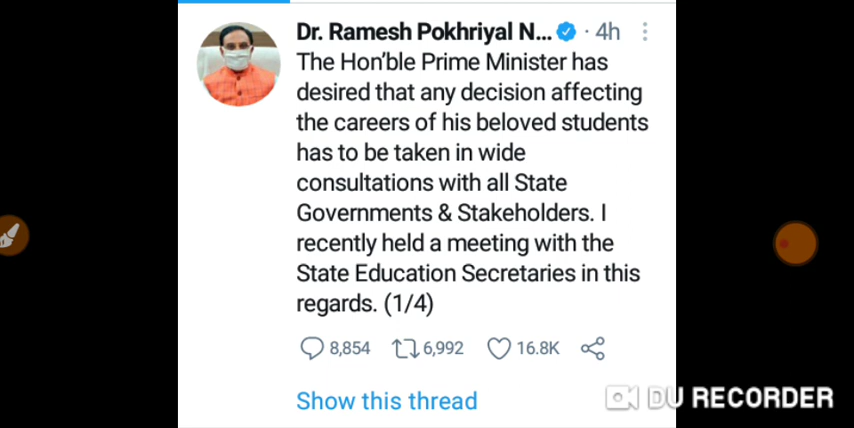 Dr. Ramesh Pokhriyal N... · 4h
The Hon'ble Prime Minister has
desired that any decision affecting
the careers of his beloved students
has to be taken in wide
consultations with all State
Governments & Stakeholders. I
recently held a meeting with the
State Education Secretaries in this
regards. (1/4)
8,854 6,992 16.8K
Show this thread
DU RECORDER